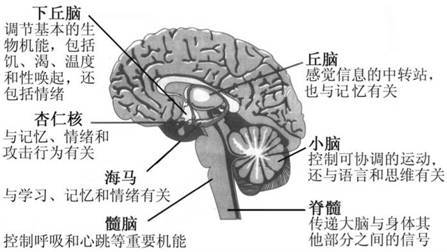 下丘脑
调节基本的生
物机能，包括
饥、渴、温度
和性唤起，还
包括情绪
杏仁核
与记忆、情绪和
攻击行为有关
海马
与学习、记忆和情绪有关
髓脑
控制呼吸和心跳等重要机能
丘脑
感觉信息的中转站，
也与记忆有关
小脑
控制可协调的运动，
还与语言和思维有关
脊髓
传递大脑与身体其
他部分之间的信号